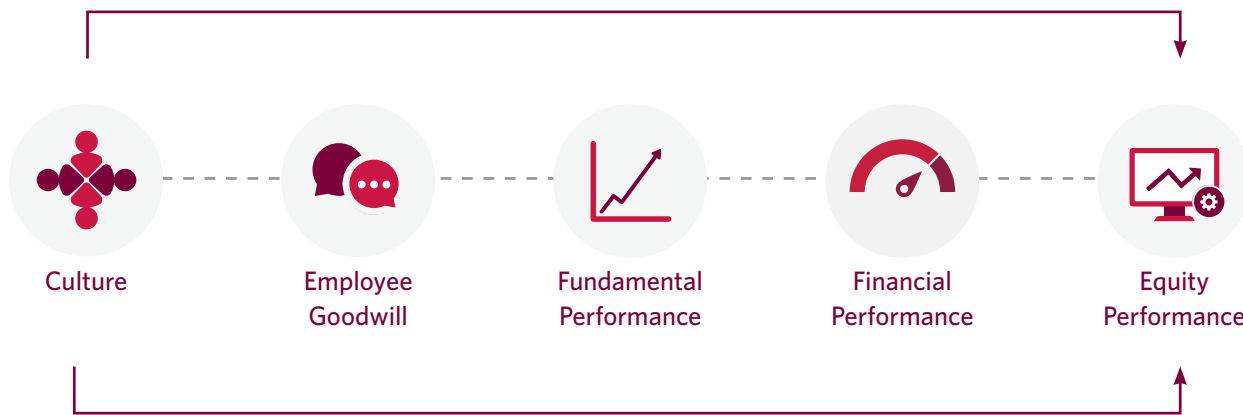 Culture
Employee
Goodwill
Fundamental
Performance
Financial
Performance
Equity
Performance